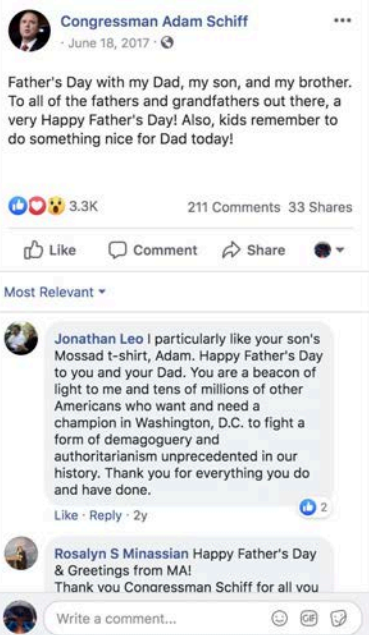 Congressman Adam Schiff
· June 18, 2017 ·
Father's Day with my Dad, my son, and my brother.
To all of the fathers and grandfathers out there, a
very Happy Father's Day! Also, kids remember to
do something nice for Dad today!
3.3K 211 Comments 33 Shares
Like Comment Share
Most Relevant
Jonathan Leo I particularly like your son's
Mossad t-shirt, Adam. Happy Father's Day
to you and your Dad. You are a beacon of
light to me and tens of millions of other
Americans who want and need a
champion in Washington, D.C. to fight a
form of demagoguery and
authoritarianism unprecedented in our
history. Thank you for everything you do
and have done.
2
Like · Reply · 2y
Rosalyn S Minassian Happy Father's Day
& Greetings from MA!
Thank you Congressman Schiff for all you
Write a comment...
GIF